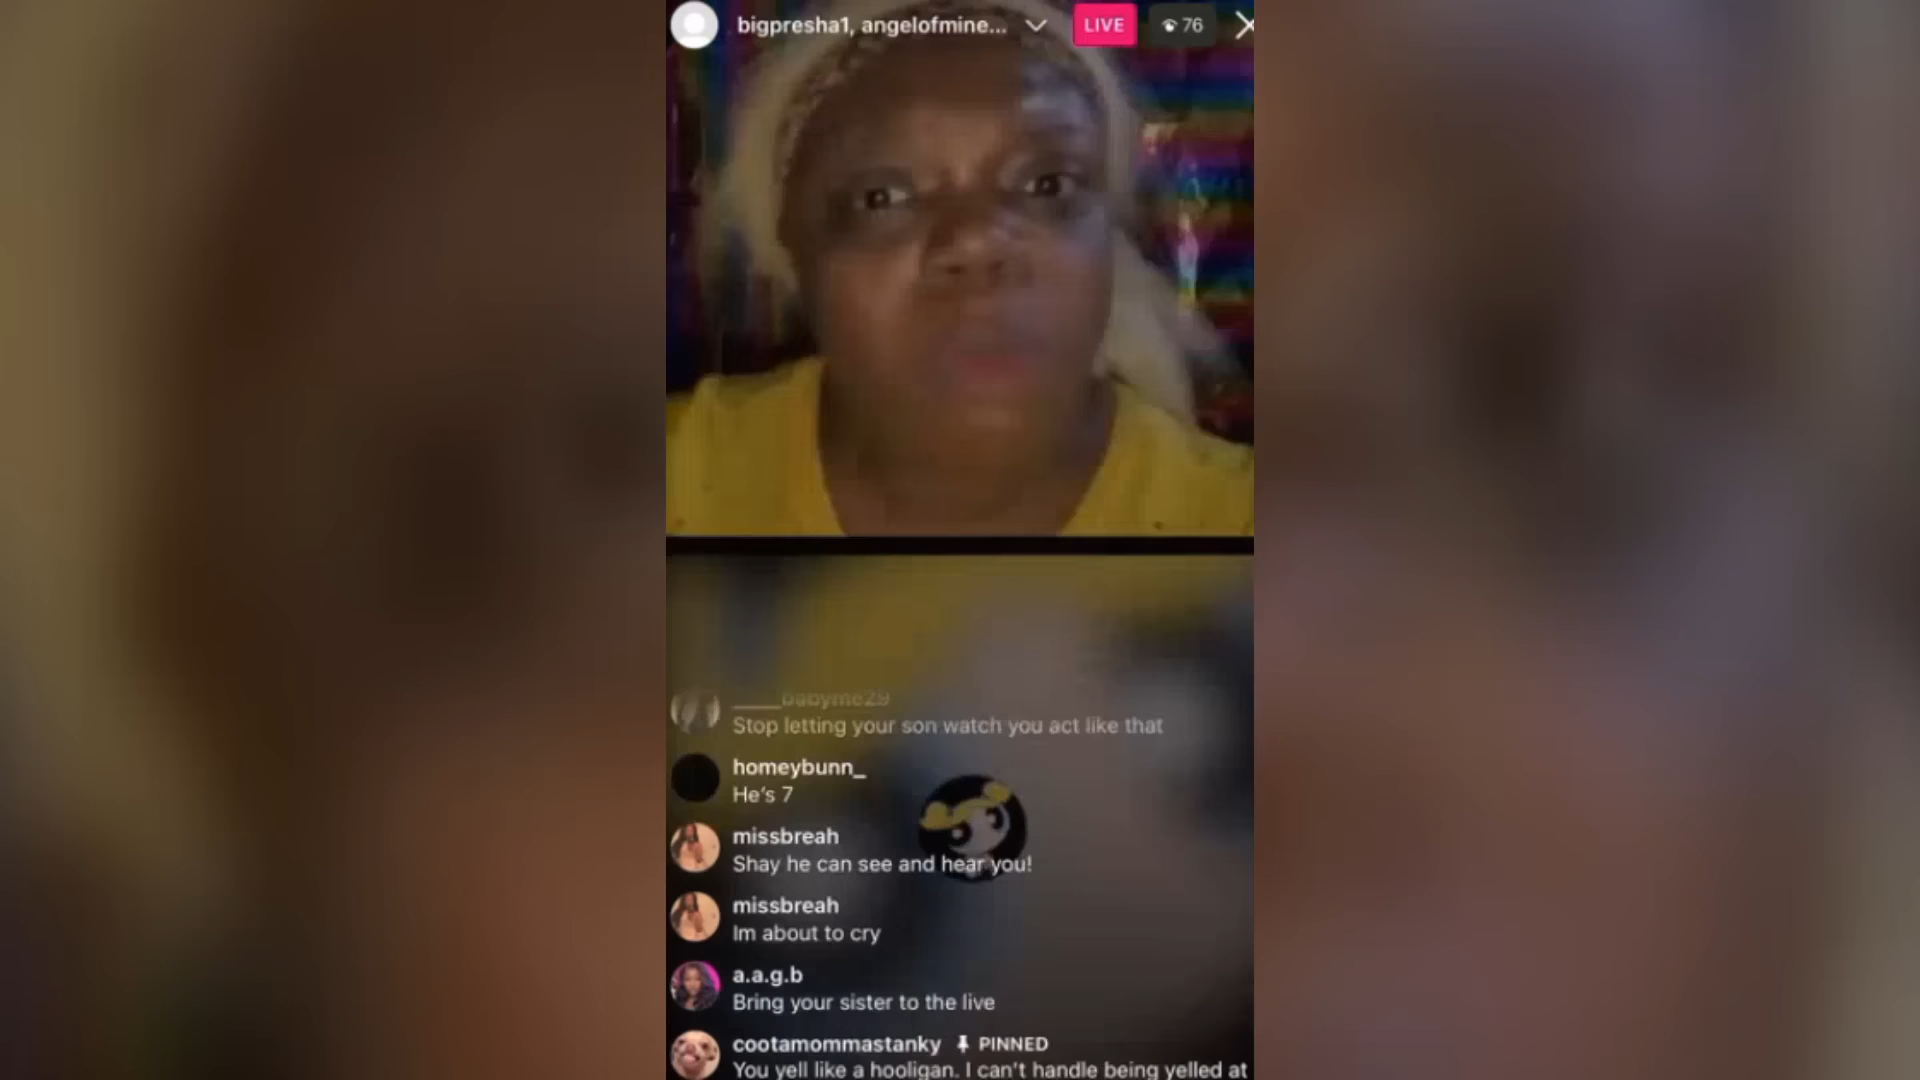 bigpresha1, angelofmine...
LIVE
76
____babyme29
Stop letting your son watch you act like that
homeybunn_
He's 7
missbreah
Shay he can see and hear you!
missbreah
Im about to cry
a.a.g.b
Bring your sister to the live
cootamommastanky PINNED
You yell like a hooligan. I can't handle being yelled at